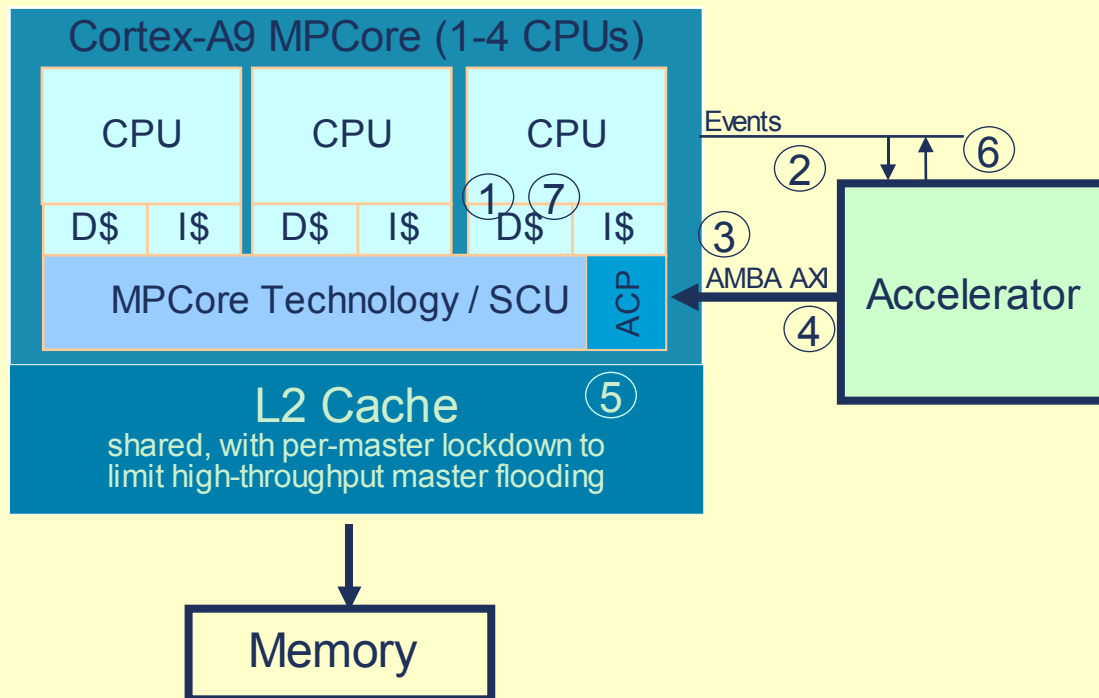 Cortex-A9 MPCore (1-4 CPUs)
CPU
CPU
CPU
Events
2
6
1
7
D$
I$
D$
I$
D$
I$
3
AMBA AXI
Accelerator
MPCore Technology / SCU
ACP
4
5
L2 Cache
shared, with per-master lockdown to
limit high-throughput master flooding
Memory